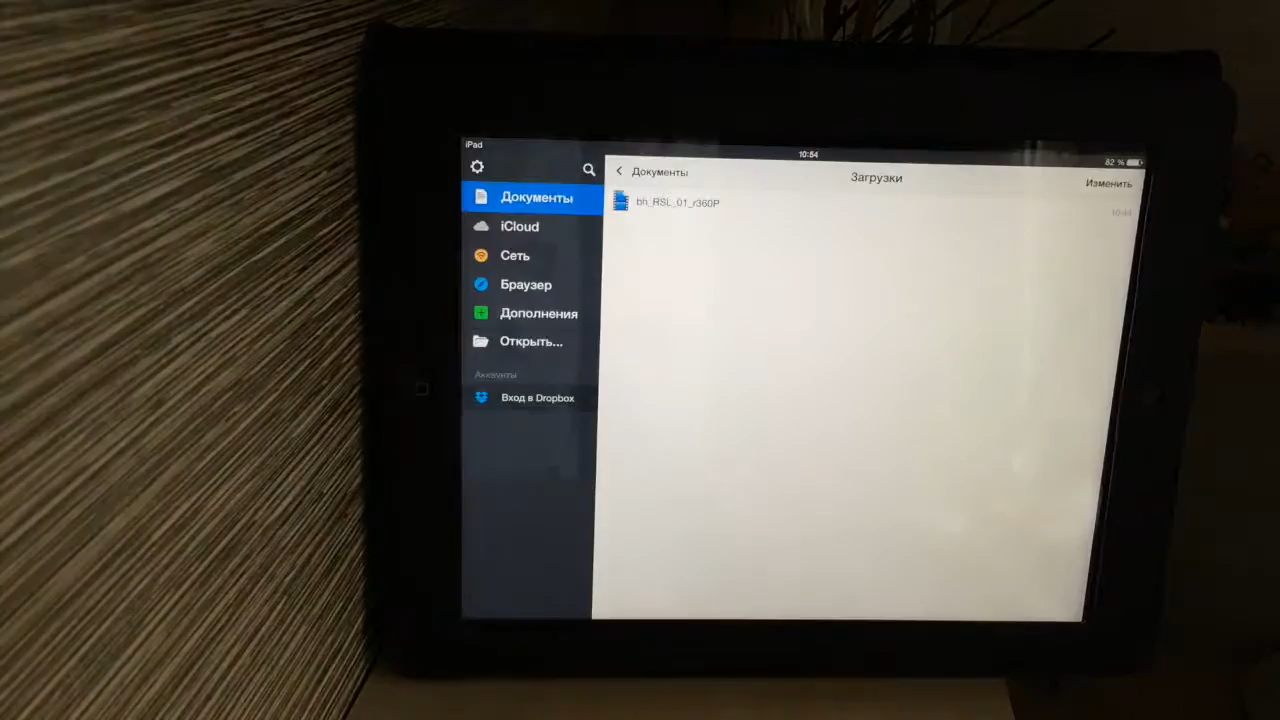 iPad
10:54
82 %
Документы
iCloud
Сеть
Браузер
Дополнения
Открыть...
Аккаунты
Вход в Dropbox
Документы
Загрузки
Изменить
bh_RSL_01_r360P